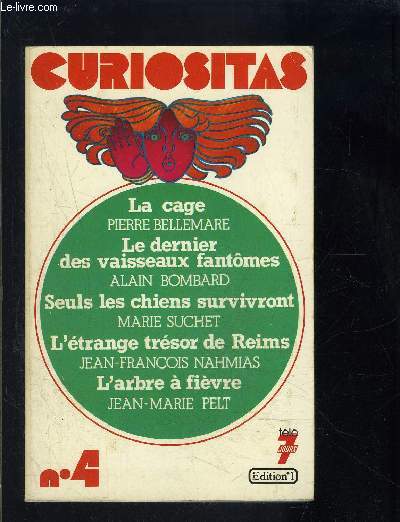 Le-livre.com
CURIOSITAS
La cage
PIERRE BELLEMARE
Le dernier
des vaisseaux fantômes
ALAIN BOMBARD
Seuls les chiens survivront
MARIE SUCHET
L'étrange trésor de Reims
JEAN-FRANÇOIS NAHMIAS
L'arbre à fièvre
JEAN-MARIE PELT
n•4
télé
7
JOURS
Édition°1